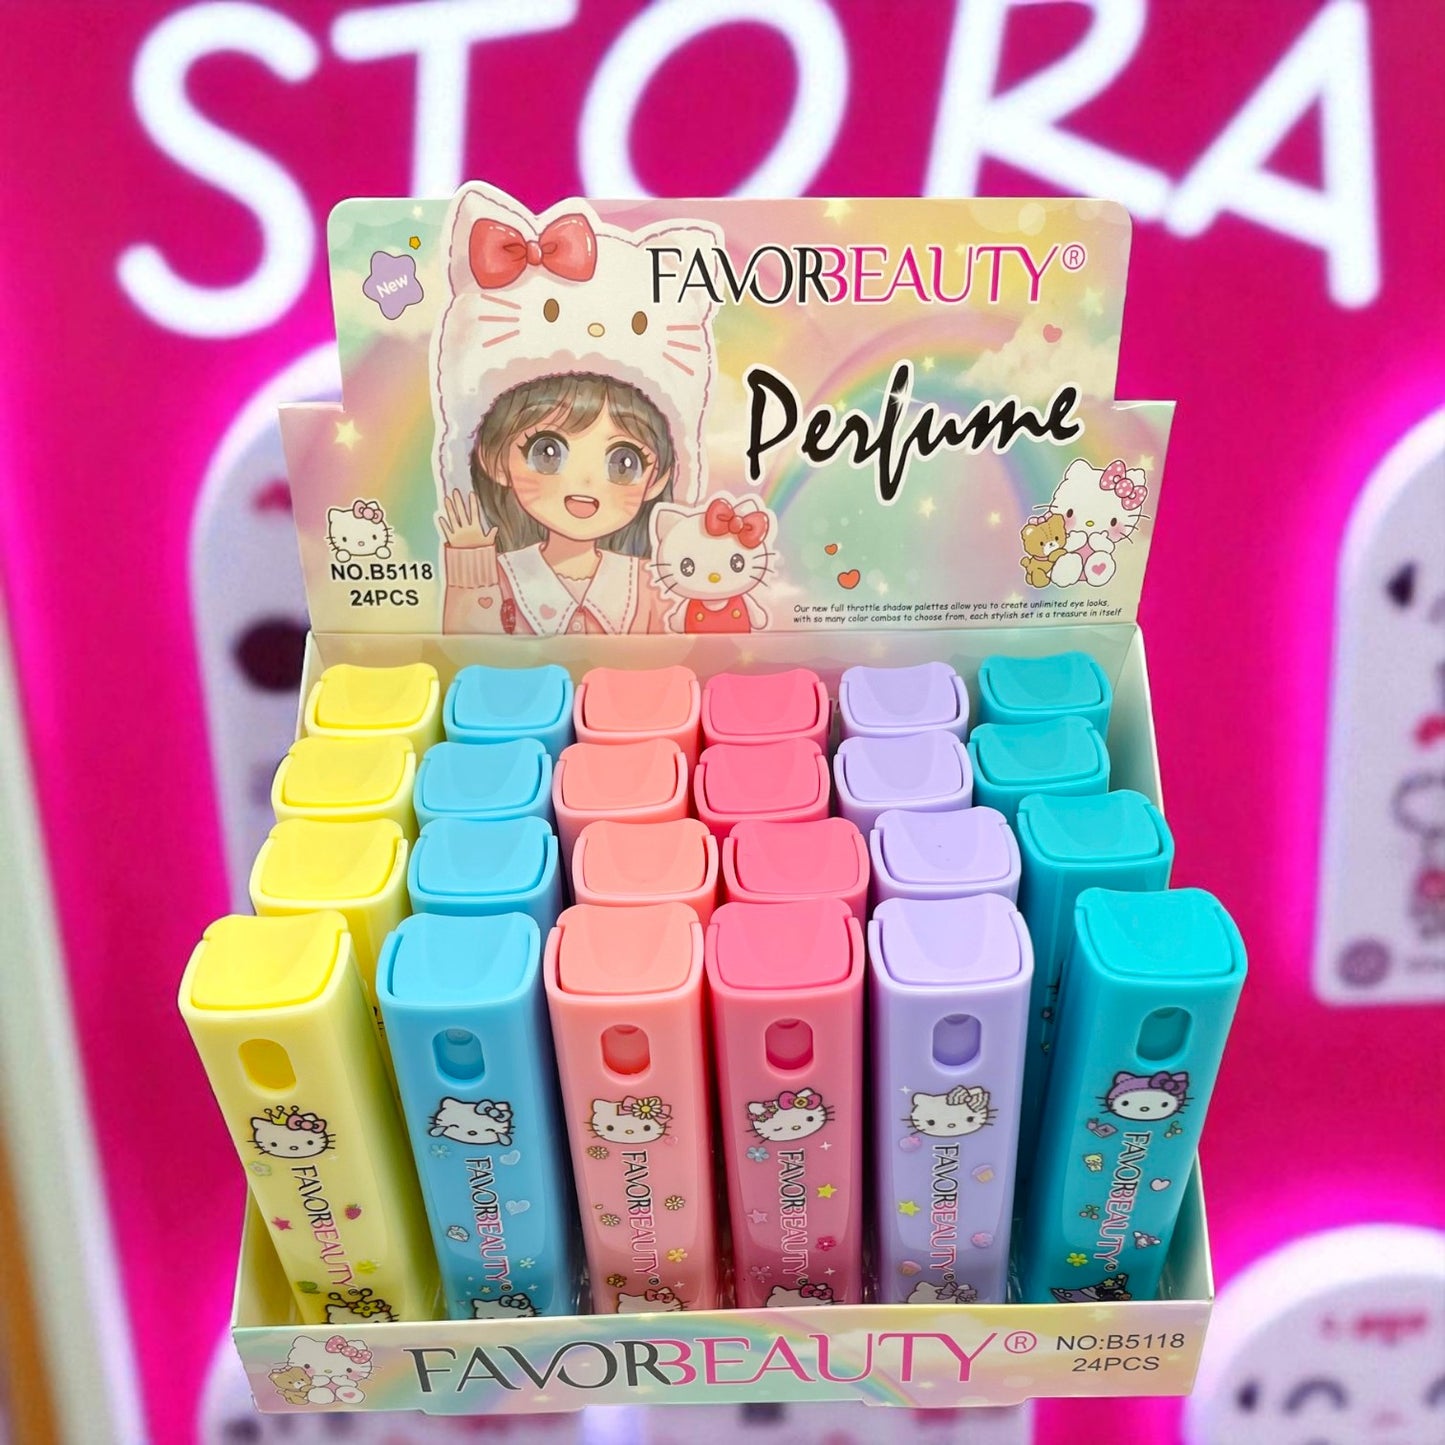 STORA
New
FAVORBEAUTY®
Perfume
NO.B5118
24PCS
Our new full throttle shadow palettes allow you to create unlimited eye looks,
with so many color combos to choose from, each stylish set is a treasure in itself
FAVORBEAUTY®
FAVORBEAUTY®
FAVORBEAUTY®
FAVORBEAUTY®
FAVORBEAUTY®
FAVORBEAUTY®
FAVORBEAUTY®
NO:B5118
24PCS